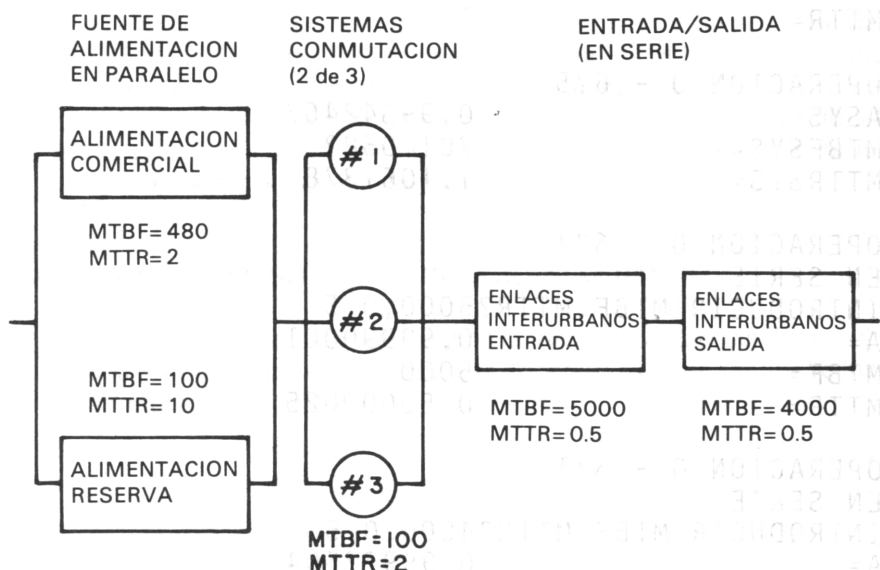 FUENTE DE
ALIMENTACION
EN PARALELO
SISTEMAS
CONMUTACION
(2 de 3)
ENTRADA/SALIDA
(EN SERIE)
ALIMENTACION
COMERCIAL
MTBF= 480
MTTR= 2
MTBF= 100
MTTR= 10
ALIMENTACION
RESERVA
#1
#2
#3
MTBF=100
MTTR=2
ENLACES
INTERURBANOS
ENTRADA
MTBF=5000
MTTR=0.5
ENLACES
INTERURBANOS
SALIDA
MTBF=4000
MTTR=0.5